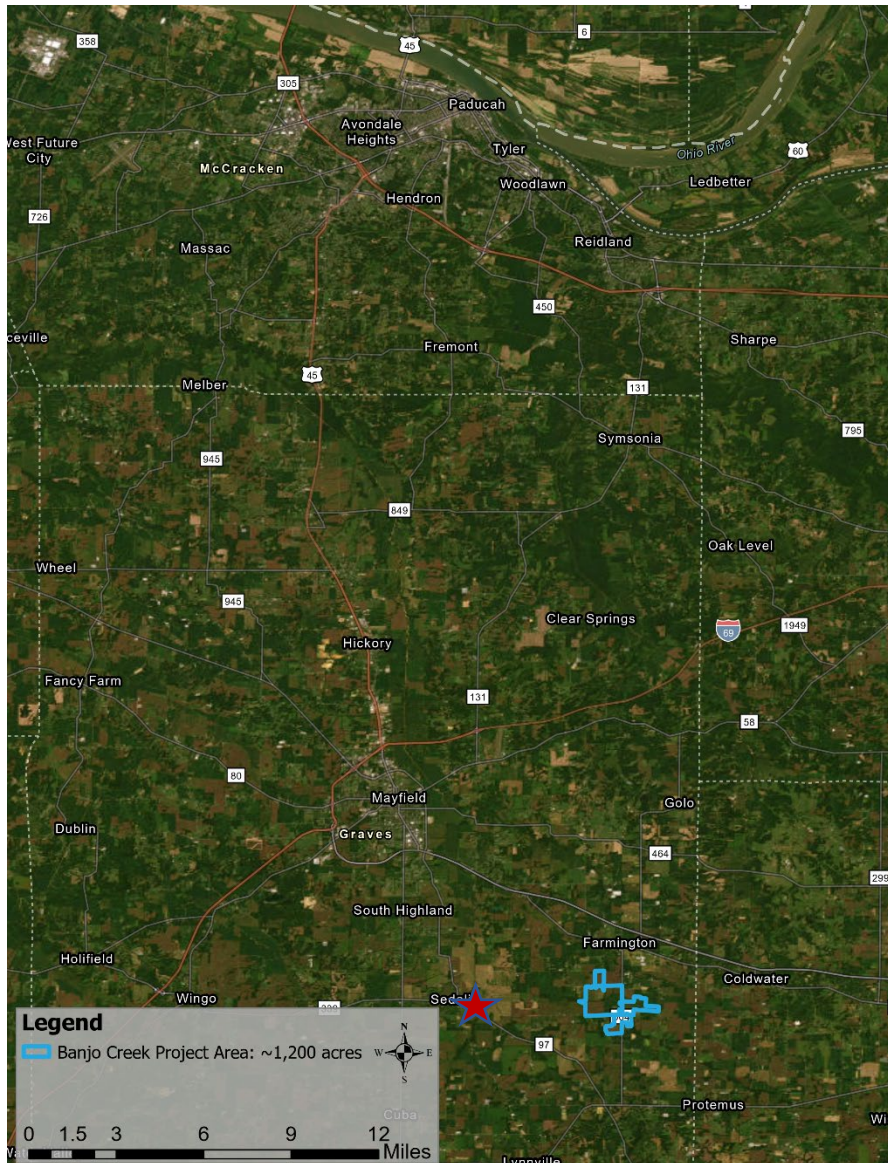 358
45
6
305
Paducah
Avondale
Heights
West Future
City
McCracken
Tyler
Ohio River
60
Woodlawn
Ledbetter
Hendron
726
Reidland
Massac
450
ceville
Fremont
Sharpe
45
Melber
131
Symsonia
795
945
849
Oak Level
Wheel
945
Clear Springs
69
1949
Hickory
Fancy Farm
131
58
80
Mayfield
Golo
Dublin
Graves
464
299
South Highland
Farmington
Holifield
Coldwater
Wingo
97
Protemus
Cuba
Wi
Lynnville
Legend
Banjo Creek Project Area: ~1,200 acres
N
W
E
S
0 1.5 3 6 9 12
Miles